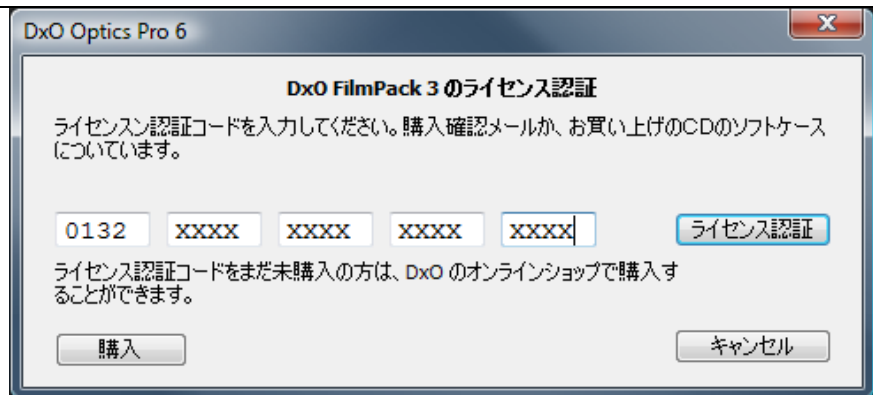 DxO Optics Pro 6
DxO FilmPack 3 のライセンス認証
ライセンスン認証コードを入力してください。購入確認メールか、お買い上げのCDのソフトケース
についています。
0132 XXXX XXXX XXXX XXXX ライセンス認証
ライセンス認証コードをまだ未購入の方は、DxO のオンラインショップで購入す
ることができます。
購入 キャンセル